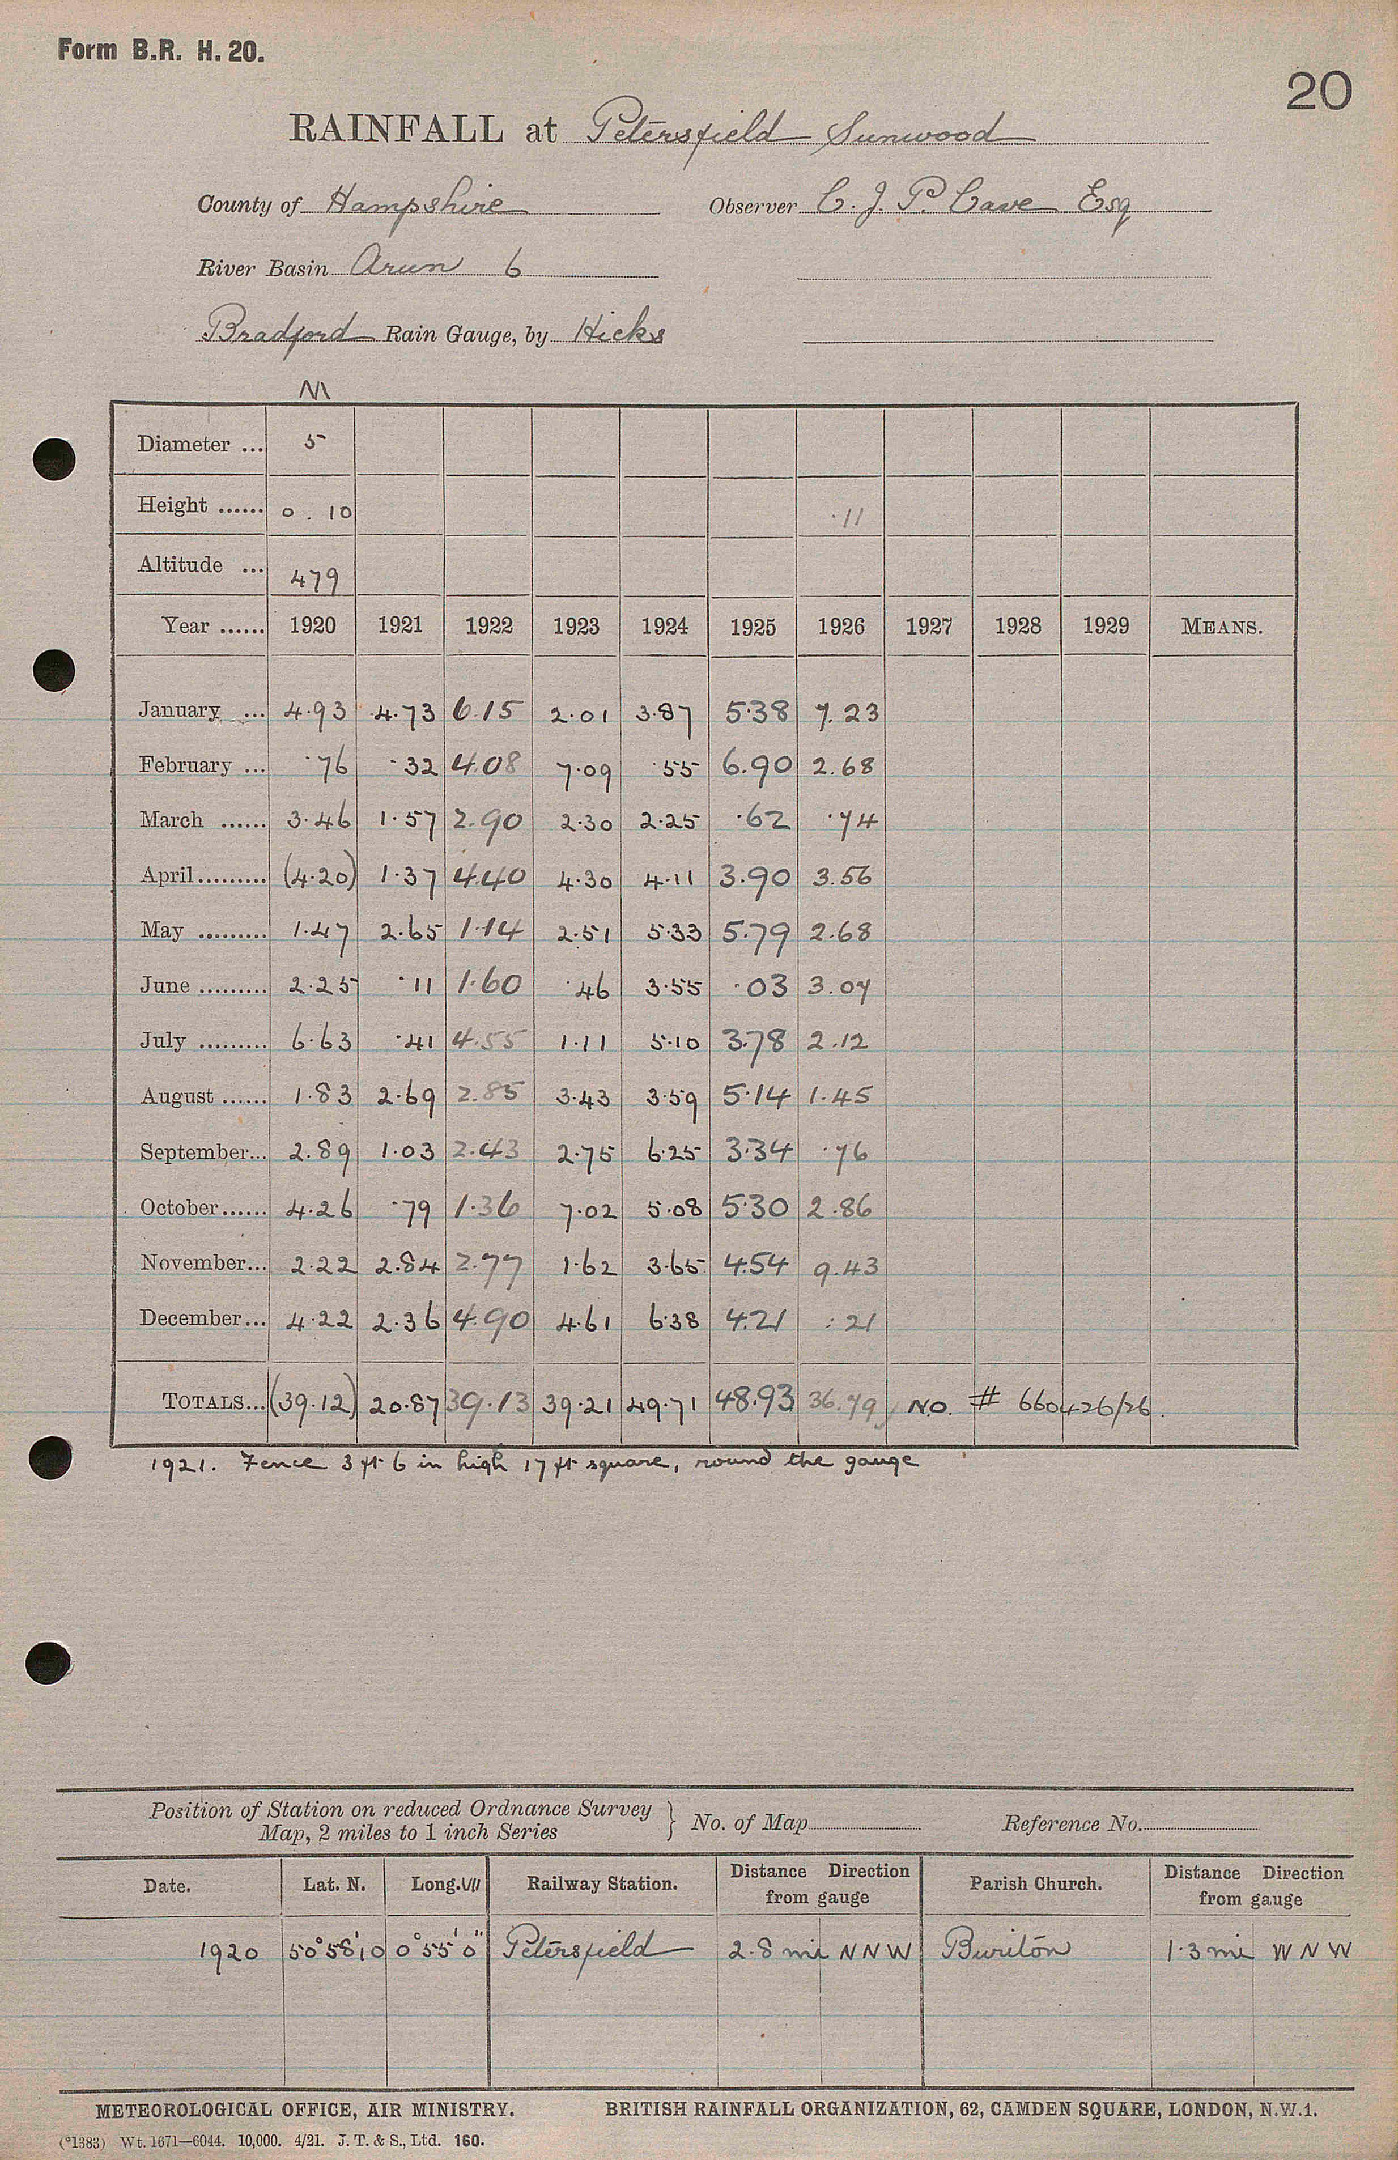 Form B.R. H. 20.
20
RAINFALL at Petersfield Sunwood
County of Hampshire Observer C. J. P. Cave Esq
River Basin Arun 6
Bradford Rain Gauge, by Hicks
M
Diameter ... 5
Height ...... 0 . 10 ·11
Altitude ... 479
Year ...... 1920 1921 1922 1923 1924 1925 1926 1927 1928 1929 MEANS.
January ... 4·93 4·73 6.15 2·01 3·87 5·38 7.23
February ... ·76 ·32 4.08 7·09 ·55 6.90 2.68
March ...... 3·46 1·57 2.90 2·30 2·25 ·62 ·74
April......... (4·20) 1·37 4.40 4·30 4·11 3.90 3.56
May ......... 1·47 2·65 1·14 2·51 5·33 5.79 2.68
June ......... 2·25 ·11 1·60 ·46 3·55 ·03 3.07
July ......... 6·63 ·41 4.55 1·11 5·10 3.78 2.12
August ...... 1·83 2·69 2.85 3·43 3·59 5·14 1·45
September... 2.89 1·03 2.43 2·75 6·25 3·34 ·76
October...... 4·26 ·79 1·36 7·02 5·08 5·30 2.86
November... 2·22 2·84 2.77 1·62 3·65 4.54 9.43
December... 4·22 2·36 4.90 4·61 6·38 4.21 ·21
TOTALS... (39.12) 20·87 39.13 39·21 49·71 48.93 36.79 NO. # 660426/26.
1921. Fence 3 ft 6 in high 17 ft square, round the gauge
Position of Station on reduced Ordnance Survey Map, 2 miles to 1 inch Series } No. of Map Reference No.
Date. Lat. N. Long. W Railway Station. Distance Direction from gauge Parish Church. Distance Direction from gauge
1920 50°58'10 0°55'0" Petersfield 2.8 mi NNW Buriton 1·3 mi WNW
METEOROLOGICAL OFFICE, AIR MINISTRY. BRITISH RAINFALL ORGANIZATION, 62, CAMDEN SQUARE, LONDON, N.W.1.
(*1383) Wt. 1671—6044. 10,000. 4/21. J. T. & S., Ltd. 160.